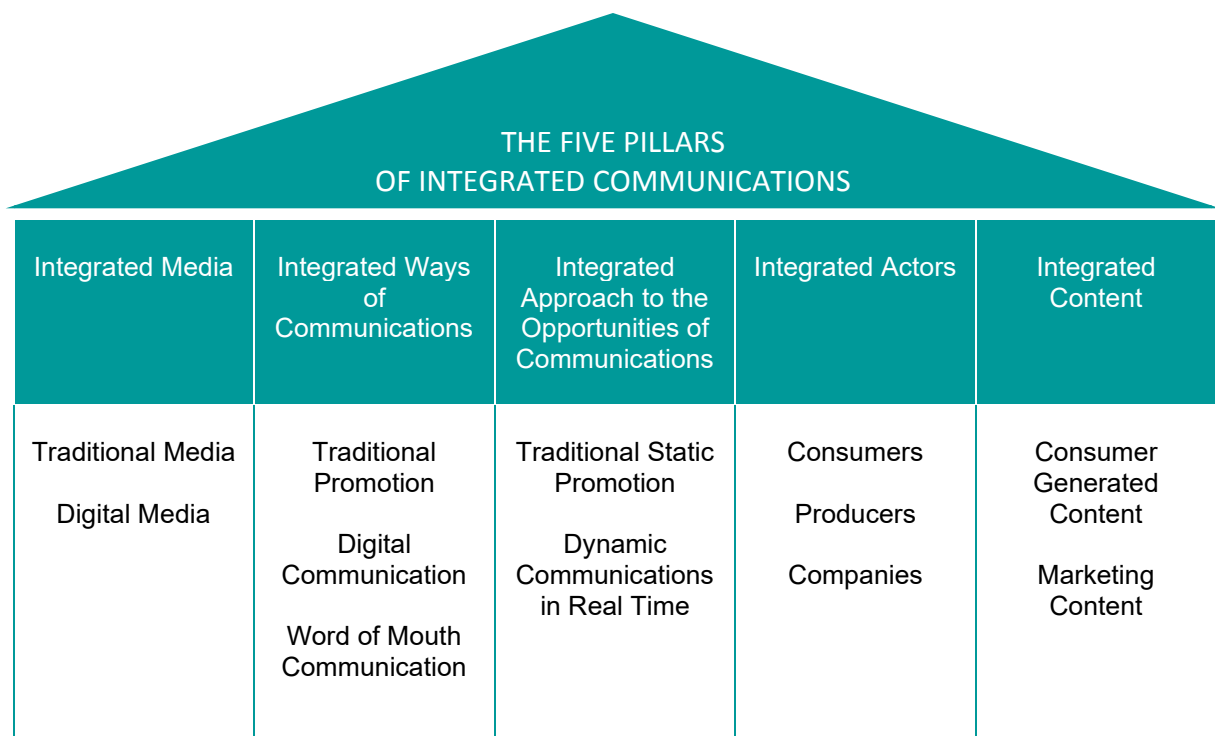 THE FIVE PILLARS
OF INTEGRATED COMMUNICATIONS
Integrated Media
Integrated Ways
of
Communications
Integrated
Approach to the
Opportunities of
Communications
Integrated Actors
Integrated
Content
Traditional Media
Digital Media
Traditional
Promotion
Digital
Communication
Word of Mouth
Communication
Traditional Static
Promotion
Dynamic
Communications
in Real Time
Consumers
Producers
Companies
Consumer
Generated
Content
Marketing
Content